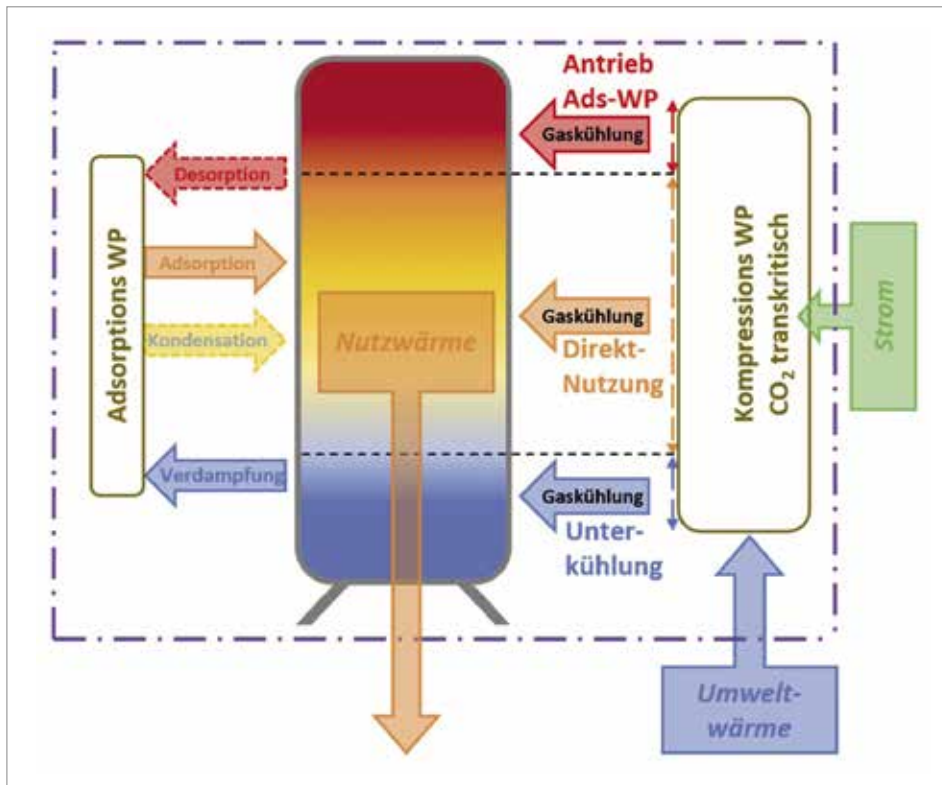 Antrieb
Ads-WP
Gaskühlung
Desorption
Adsorption
Kondensation
Verdampfung
Adsorptions WP
Nutzwärme
Gaskühlung
Direkt-
Nutzung
Gaskühlung
Unter-
kühlung
Kompressions WP
CO₂ transkritisch
Strom
Umwelt-
wärme